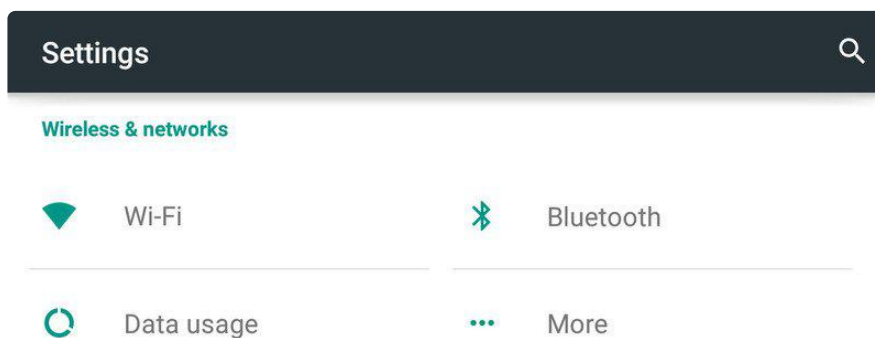 Settings
Wireless & networks
Wi-Fi
Bluetooth
Data usage
More